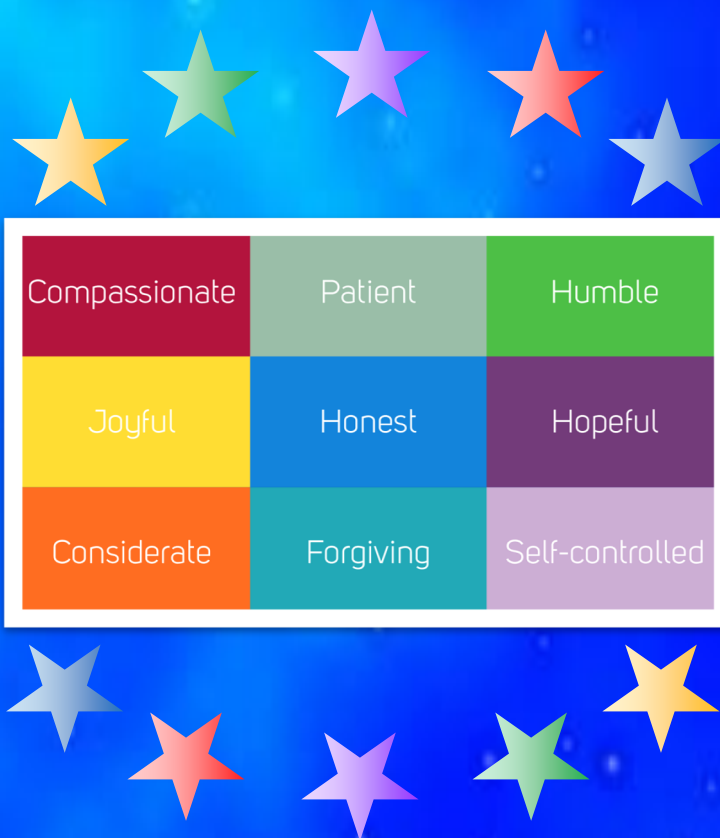 Compassionate Patient Humble
Joyful Honest Hopeful
Considerate Forgiving Self-controlled